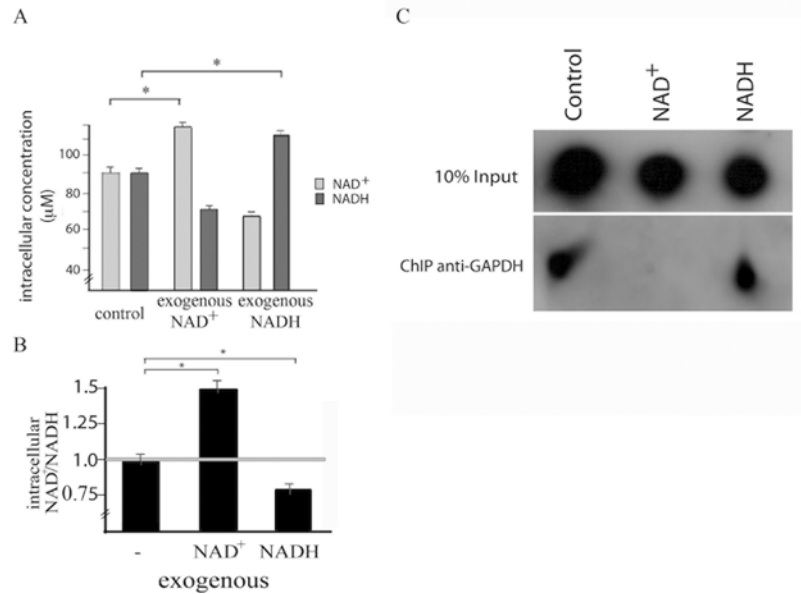 A
*
*
intracellular concentration
(μM)
100
80
60
40
NAD+
NADH
control
exogenous
NAD+
exogenous
NADH
B
*
*
intracellular
NAD+/NADH
1.5
1.25
1.0
0.75
-
NAD+
NADH
exogenous
C
Control
NAD+
NADH
10% Input
ChIP anti-GAPDH